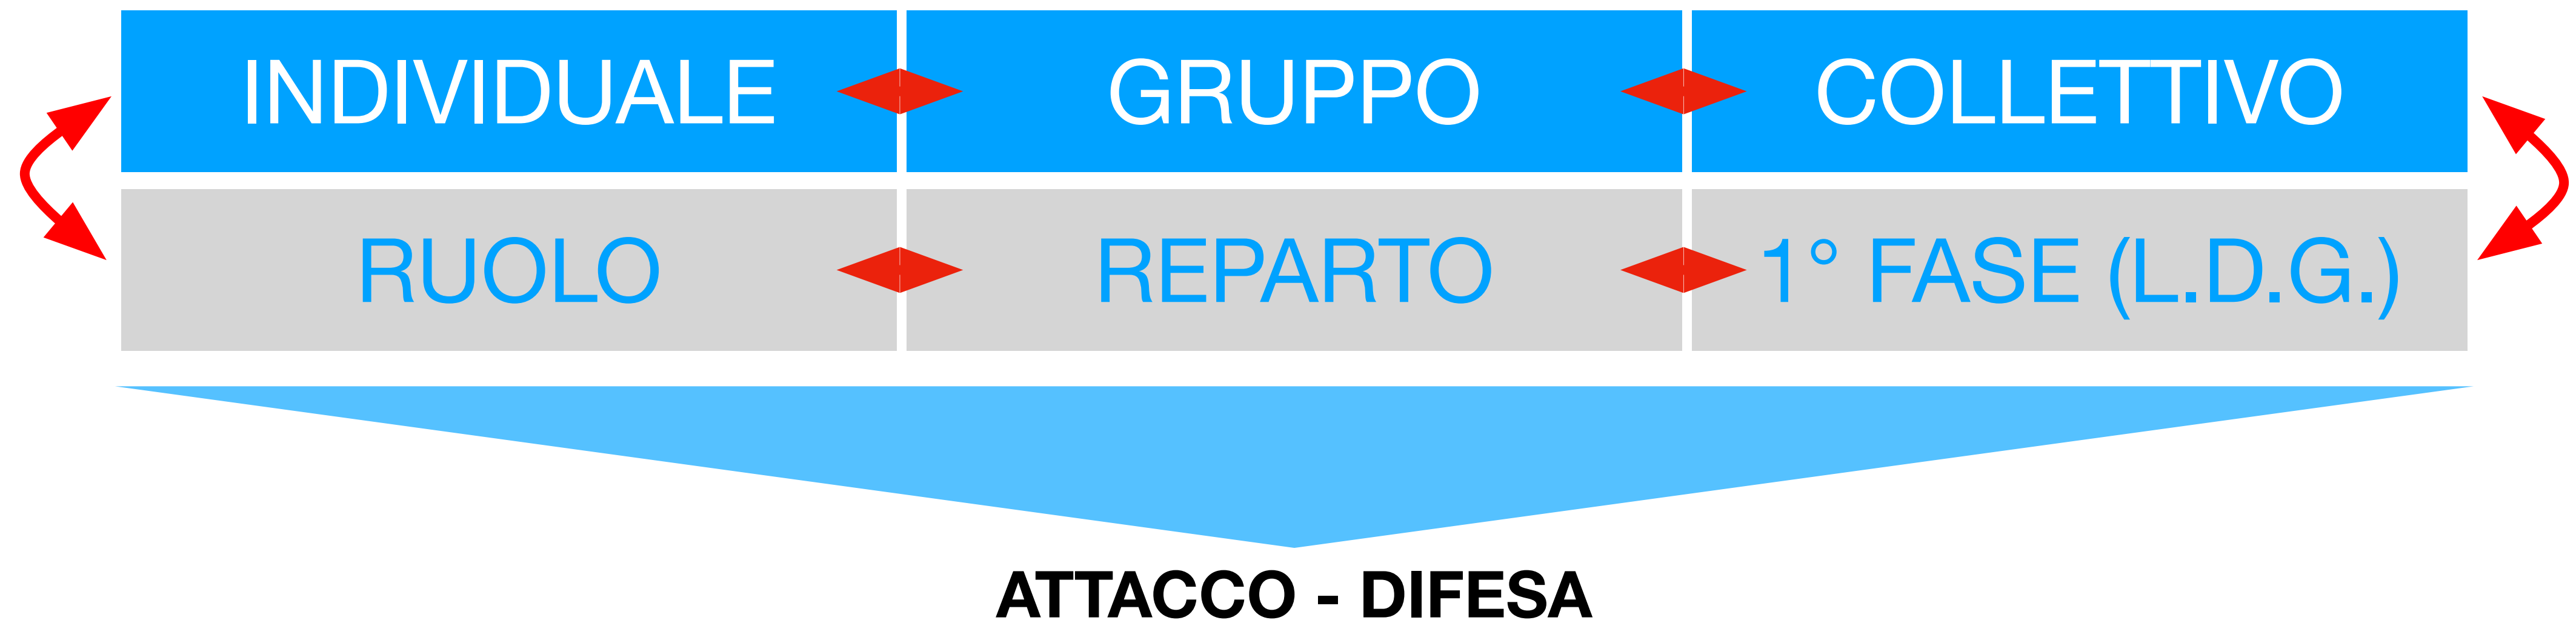 INDIVIDUALE GRUPPO COLLETTIVO
RUOLO REPARTO 1° FASE (L.D.G.)
ATTACCO - DIFESA